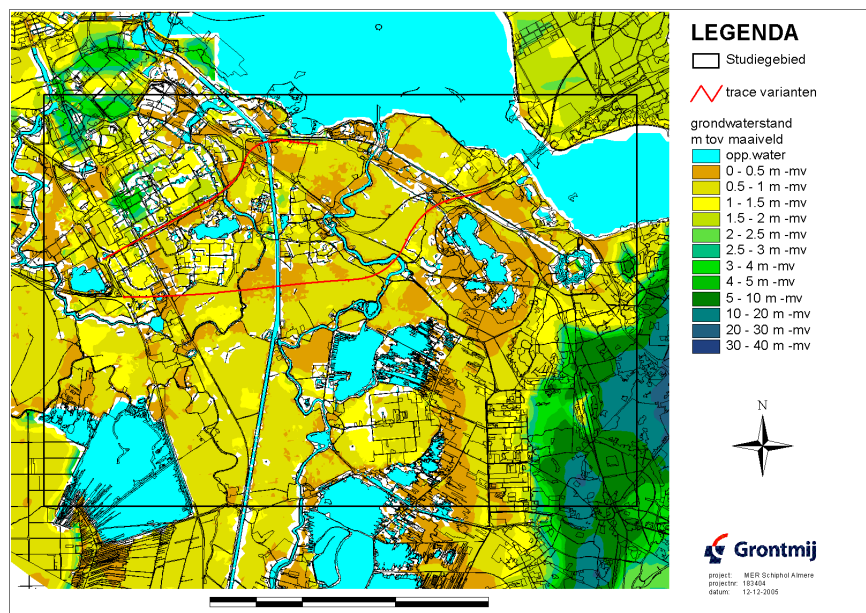 LEGENDA
Studiegebied
trace varianten
grondwaterstand
m tov maaiveld
opp.water
0 - 0.5 m -mv
0.5 - 1 m -mv
1 - 1.5 m -mv
1.5 - 2 m -mv
2 - 2.5 m -mv
2.5 - 3 m -mv
3 - 4 m -mv
4 - 5 m -mv
5 - 10 m -mv
10 - 20 m -mv
20 - 30 m -mv
30 - 40 m -mv
N
Grontmij
project: MER Schiphol Almere
projectnr: 183404
datum: 12-12-2005